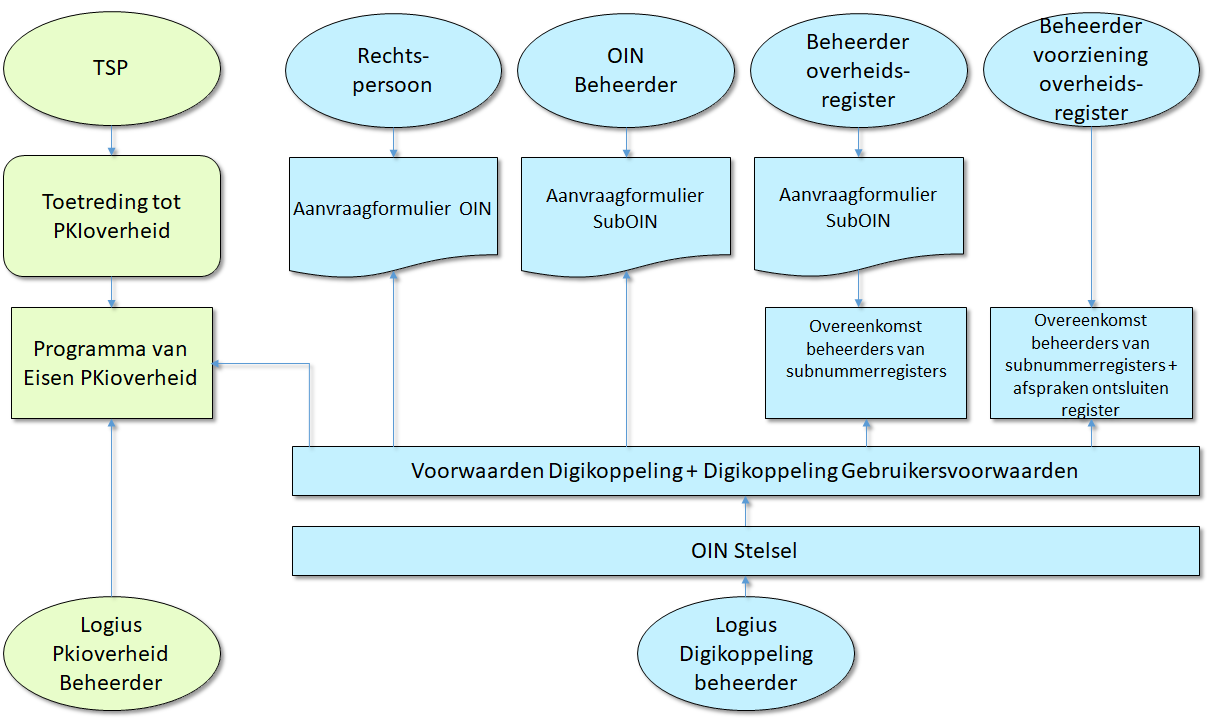 TSP
Rechts-
persoon
OIN
Beheerder
Beheerder
overheids-
register
Beheerder
voorziening
overheids-
register
Toetreding tot
PKIoverheid
Aanvraagformulier OIN
Aanvraagformulier
SubOIN
Aanvraagformulier
SubOIN
Programma van
Eisen PKioverheid
Overeenkomst
beheerders van
subnummerregisters
Overeenkomst
beheerders van
subnummerregisters +
afspraken ontsluiten
register
Voorwaarden Digikoppeling + Digikoppeling Gebruikersvoorwaarden
OIN Stelsel
Logius
Pkioverheid
Beheerder
Logius
Digikoppeling
beheerder